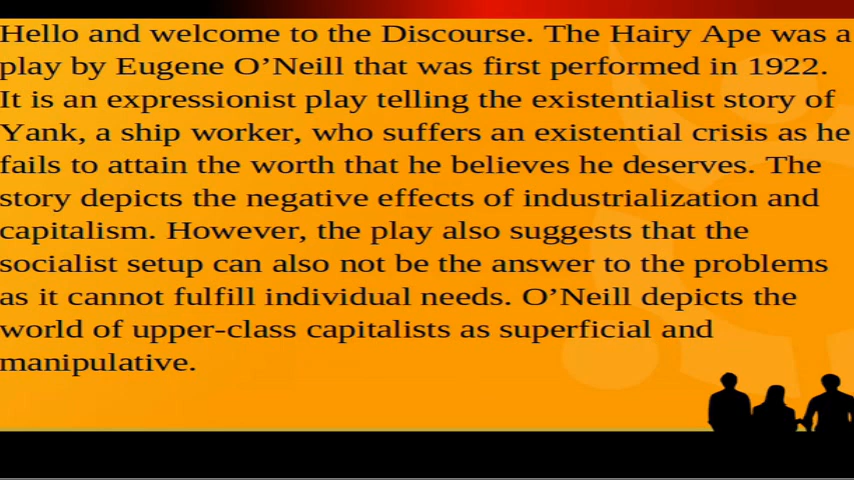 Hello and welcome to the Discourse. The Hairy Ape was a
play by Eugene O’Neill that was first performed in 1922.
It is an expressionist play telling the existentialist story of
Yank, a ship worker, who suffers an existential crisis as he
fails to attain the worth that he believes he deserves. The
story depicts the negative effects of industrialization and
capitalism. However, the play also suggests that the
socialist setup can also not be the answer to the problems
as it cannot fulfill individual needs. O’Neill depicts the
world of upper-class capitalists as superficial and
manipulative.